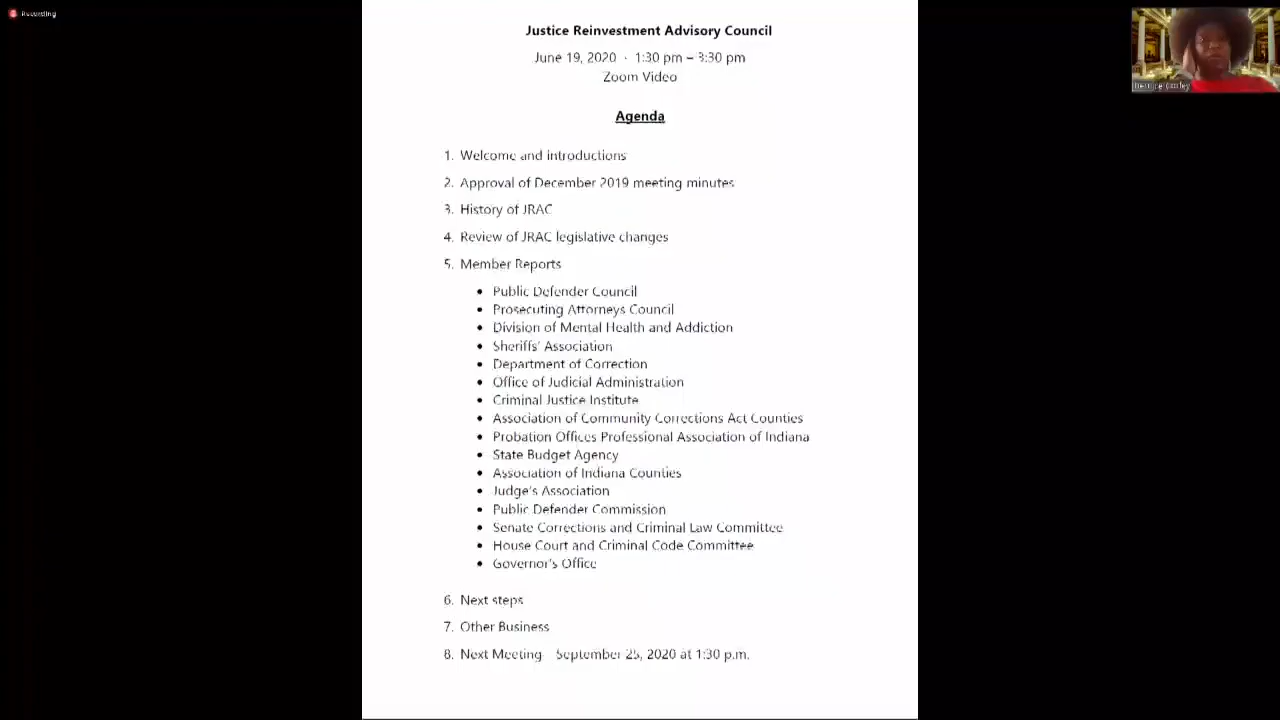 Recording
Justice Reinvestment Advisory Council
June 19, 2020 · 1:30 pm – 3:30 pm
Zoom Video
Agenda
1. Welcome and introductions
2. Approval of December 2019 meeting minutes
3. History of JRAC
4. Review of JRAC legislative changes
5. Member Reports
• Public Defender Council
• Prosecuting Attorneys Council
• Division of Mental Health and Addiction
• Sheriffs' Association
• Department of Correction
• Office of Judicial Administration
• Criminal Justice Institute
• Association of Community Corrections Act Counties
• Probation Offices Professional Association of Indiana
• State Budget Agency
• Association of Indiana Counties
• Judge's Association
• Public Defender Commission
• Senate Corrections and Criminal Law Committee
• House Court and Criminal Code Committee
• Governor's Office
6. Next steps
7. Other Business
8. Next Meeting September 25, 2020 at 1:30 p.m.